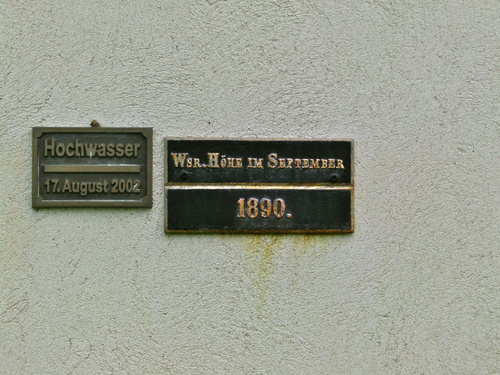 Hochwasser
17. August 2002
Wsr. Höhe im September
1890.